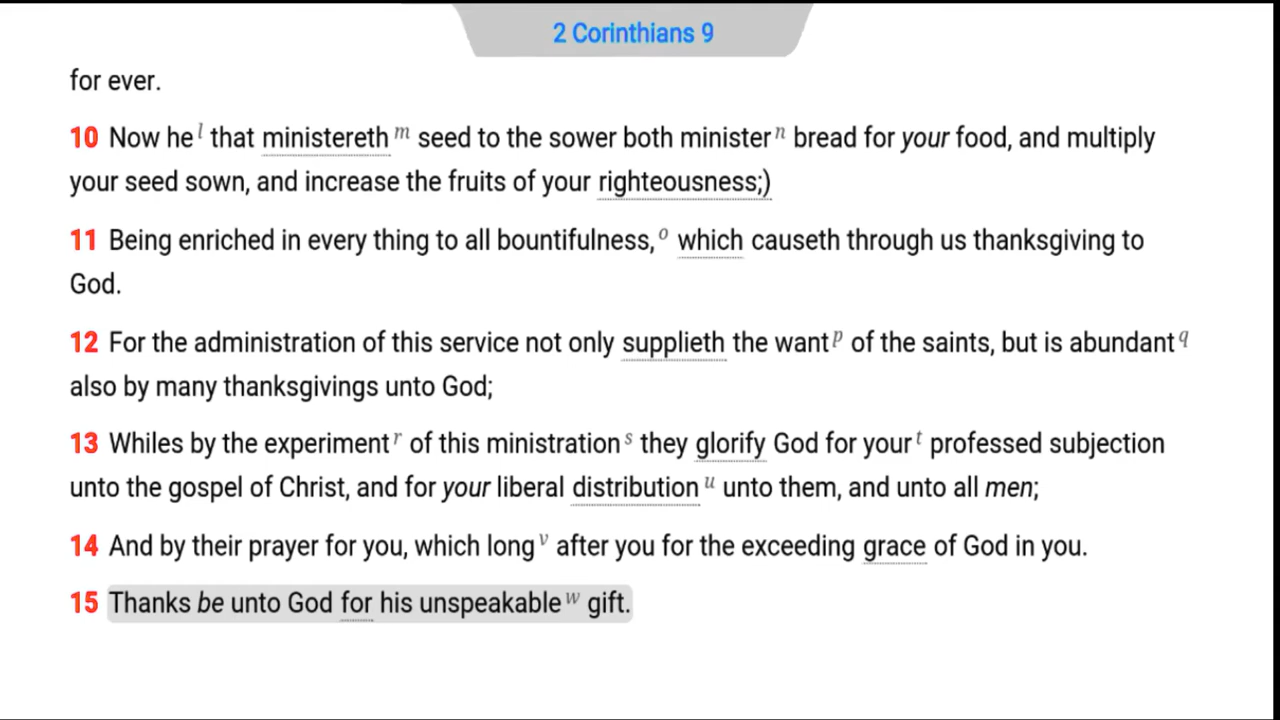 2 Corinthians 9
for ever.
10 Now he l that ministereth m seed to the sower both minister n bread for your food, and multiply
your seed sown, and increase the fruits of your righteousness;)
11 Being enriched in every thing to all bountifulness, o which causeth through us thanksgiving to
God.
12 For the administration of this service not only supplieth the want p of the saints, but is abundant q
also by many thanksgivings unto God;
13 Whiles by the experiment r of this ministration s they glorify God for your t professed subjection
unto the gospel of Christ, and for your liberal distribution u unto them, and unto all men;
14 And by their prayer for you, which long v after you for the exceeding grace of God in you.
15 Thanks be unto God for his unspeakable w gift.